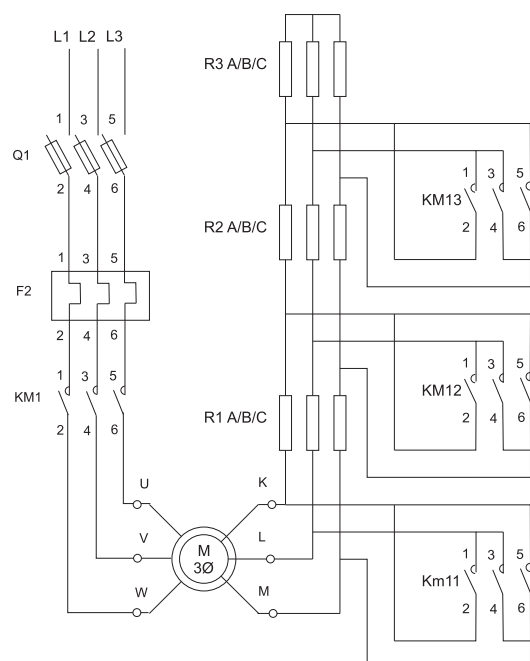 L1 L2 L3
R3 A/B/C
1 3 5
Q1
2 4 6
1 3 5
KM13
2 4 6
R2 A/B/C
1 3 5
F2
2 4 6
1 3 5
KM12
2 4 6
1 3 5
KM1
2 4 6
R1 A/B/C
U K
V M 3Ø L
W M
1 3 5
Km11
2 4 6